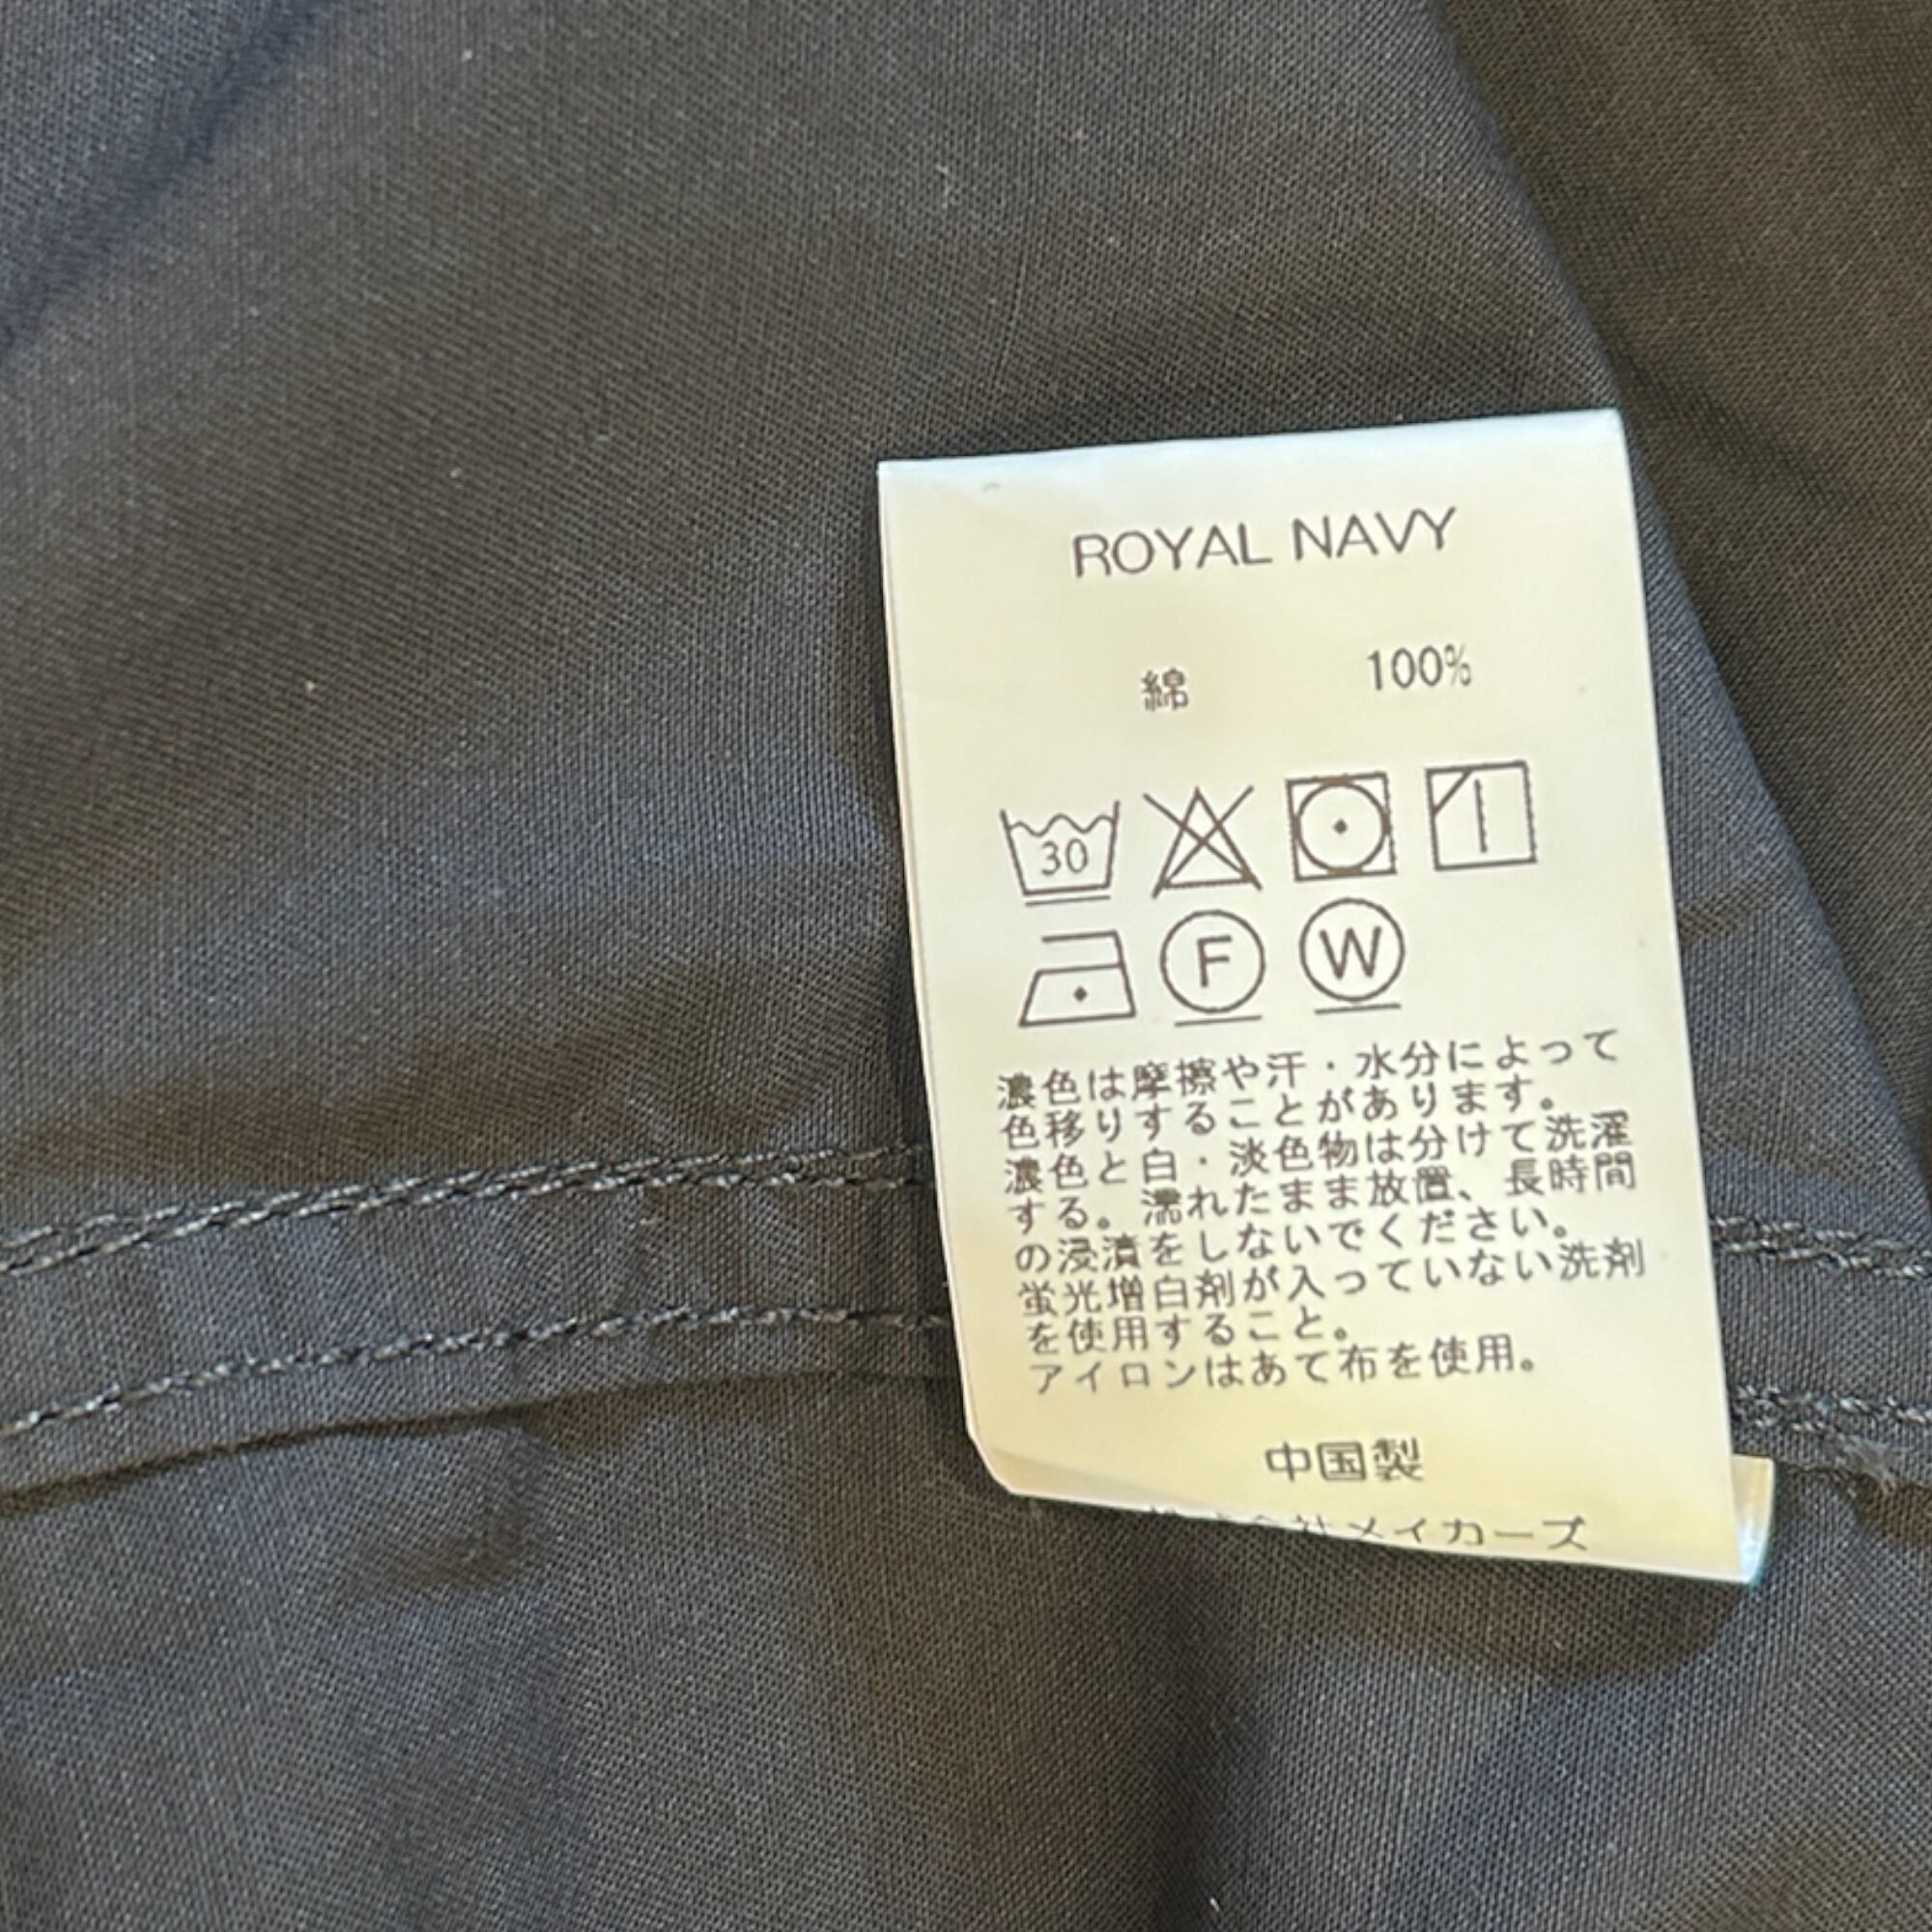 ROYAL NAVY
綿 100%
30
F W
濃色は摩擦や汗・水分によって
色移りすることがあります。
濃色と白・淡色物は分けて洗濯
する。濡れたまま放置、長時間
の浸漬をしないでください。
蛍光増白剤が入っていない洗剤
を使用すること。
アイロンはあて布を使用。
中国製
メイカーズ